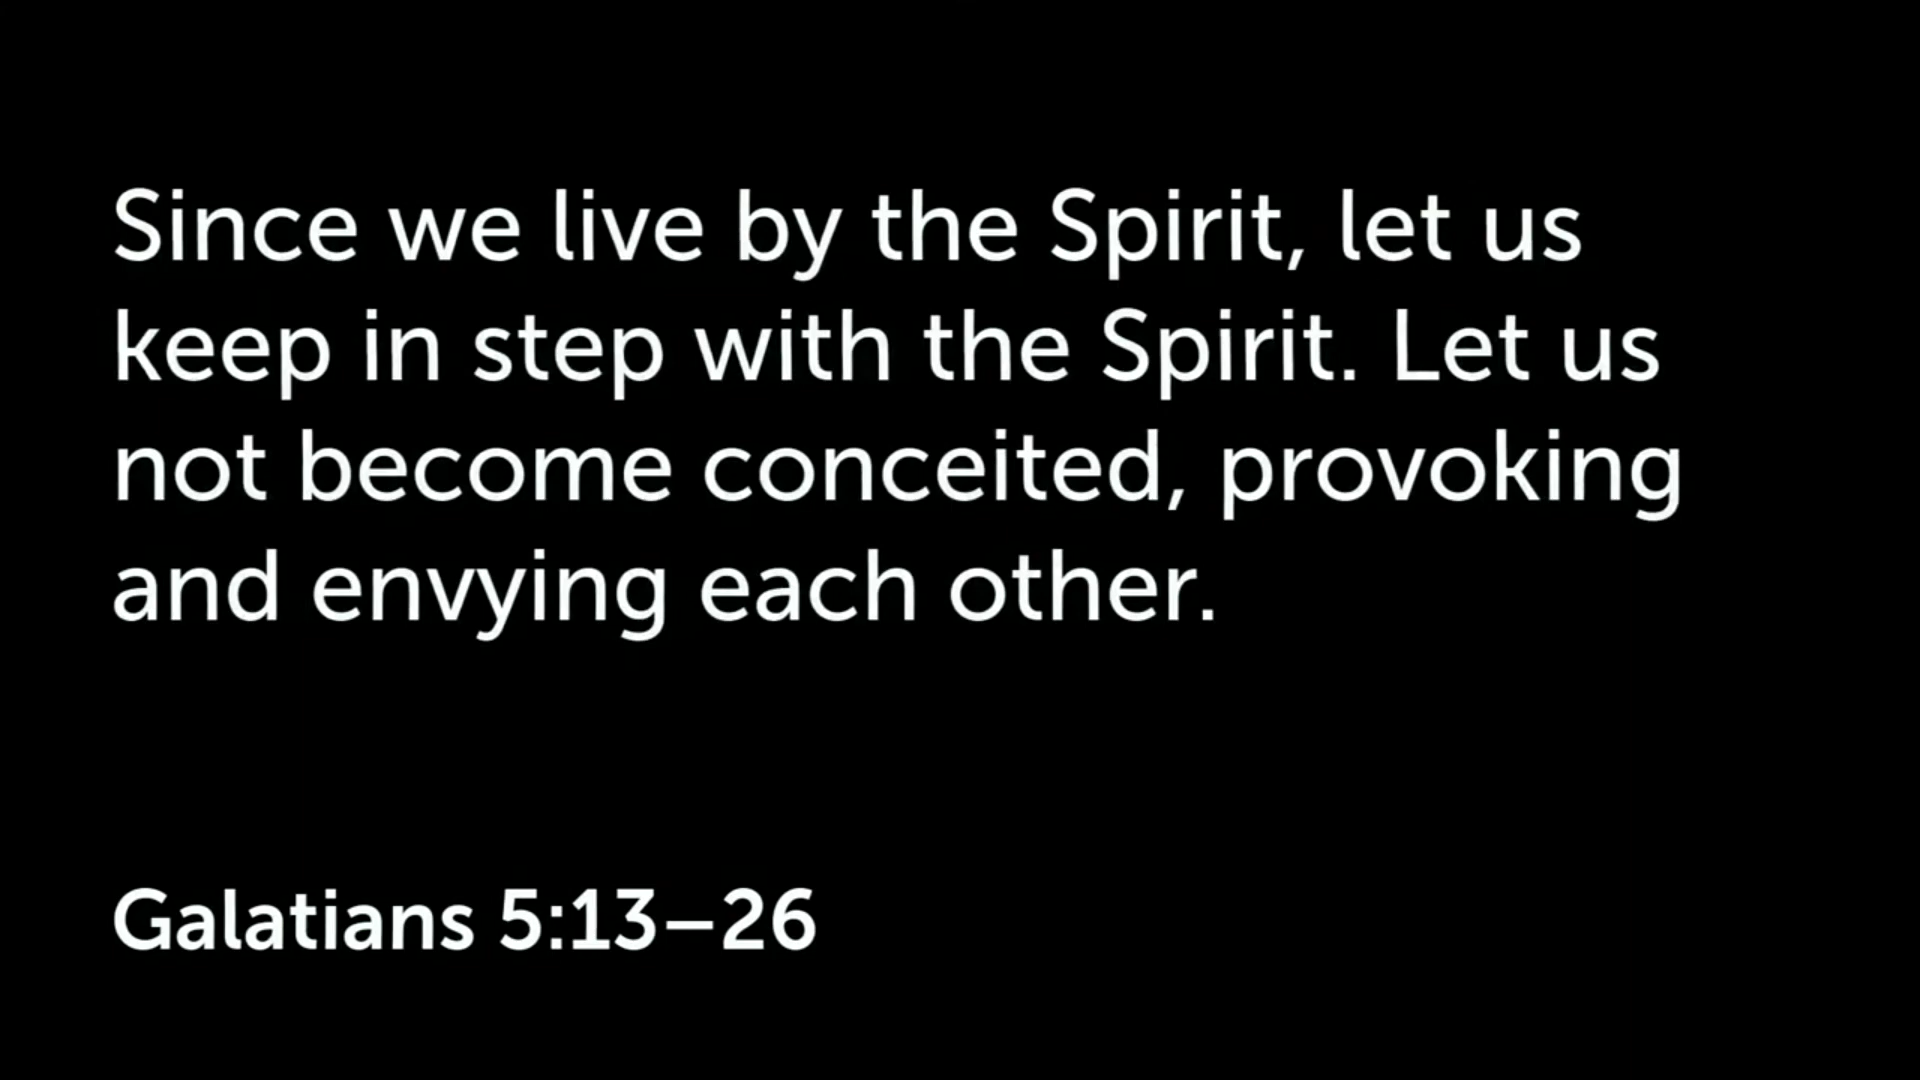 Since we live by the Spirit, let us
keep in step with the Spirit. Let us
not become conceited, provoking
and envying each other.
Galatians 5:13–26